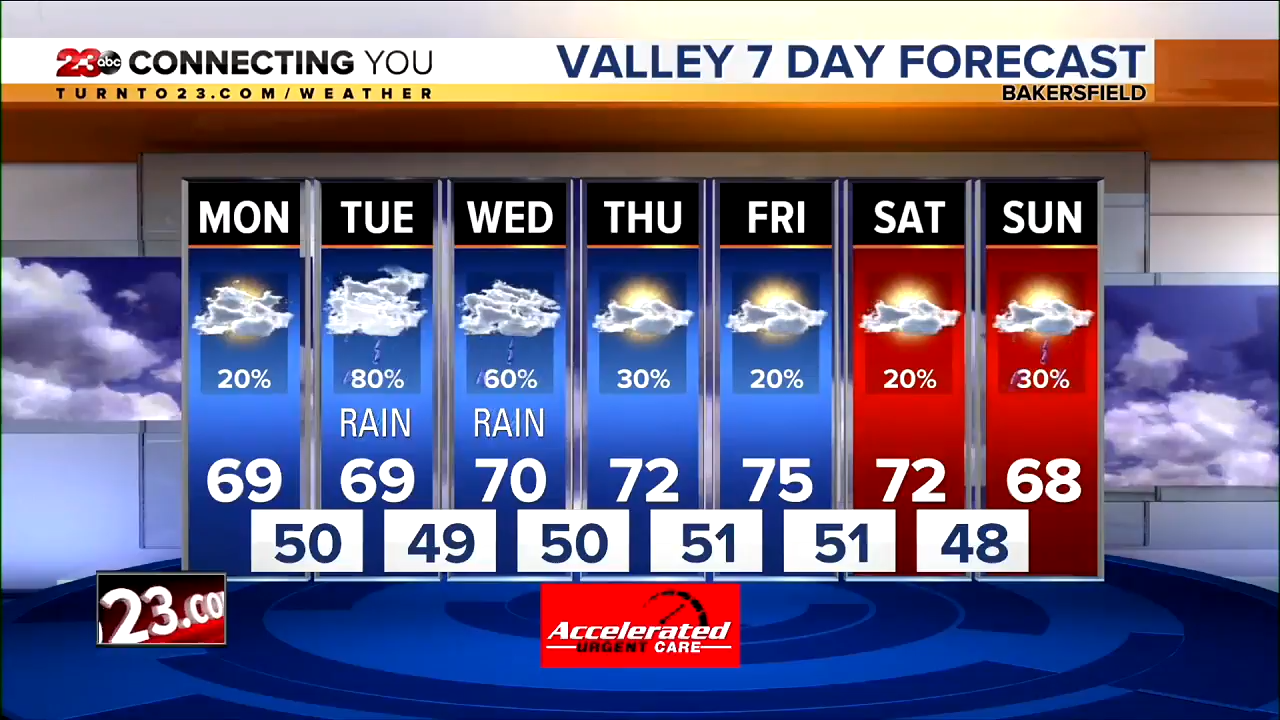 23 abc CONNECTING YOU
TURNTO23.COM/WEATHER
VALLEY 7 DAY FORECAST
BAKERSFIELD
MON TUE WED THU FRI SAT SUN
20% 80% 60% 30% 20% 20% 30%
RAIN RAIN
69 69 70 72 75 72 68
50 49 50 51 51 48
23.co
Accelerated
URGENT CARE